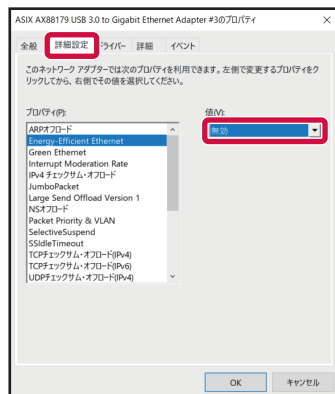 ASIX AX88179 USB 3.0 to Gigabit Ethernet Adapter #3のプロパティ
全般 詳細設定 ドライバー 詳細 イベント
このネットワーク アダプターでは次のプロパティを利用できます。左側で変更するプロパティをク
リックしてから、右側でその値を選択してください。
プロパティ(P): 値(V):
ARPオフロード
Energy-Efficient Ethernet 無効
Green Ethernet
Interrupt Moderation Rate
IPv4 チェックサム・オフロード
JumboPacket
Large Send Offload Version 1
NSオフロード
Packet Priority & VLAN
SelectiveSuspend
SSIdleTimeout
TCPチェックサム・オフロード(IPv4)
TCPチェックサム・オフロード(IPv6)
UDPチェックサム・オフロード(IPv4)
OK キャンセル